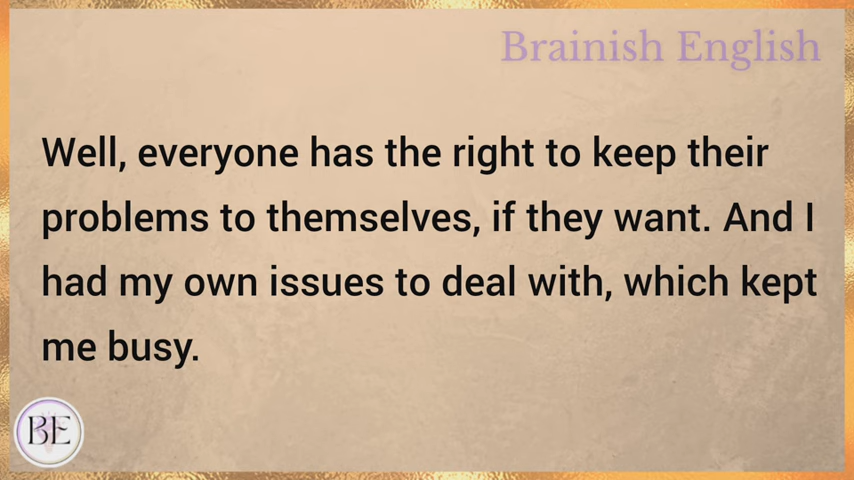 Brainish English
Well, everyone has the right to keep their
problems to themselves, if they want. And I
had my own issues to deal with, which kept
me busy.
BE